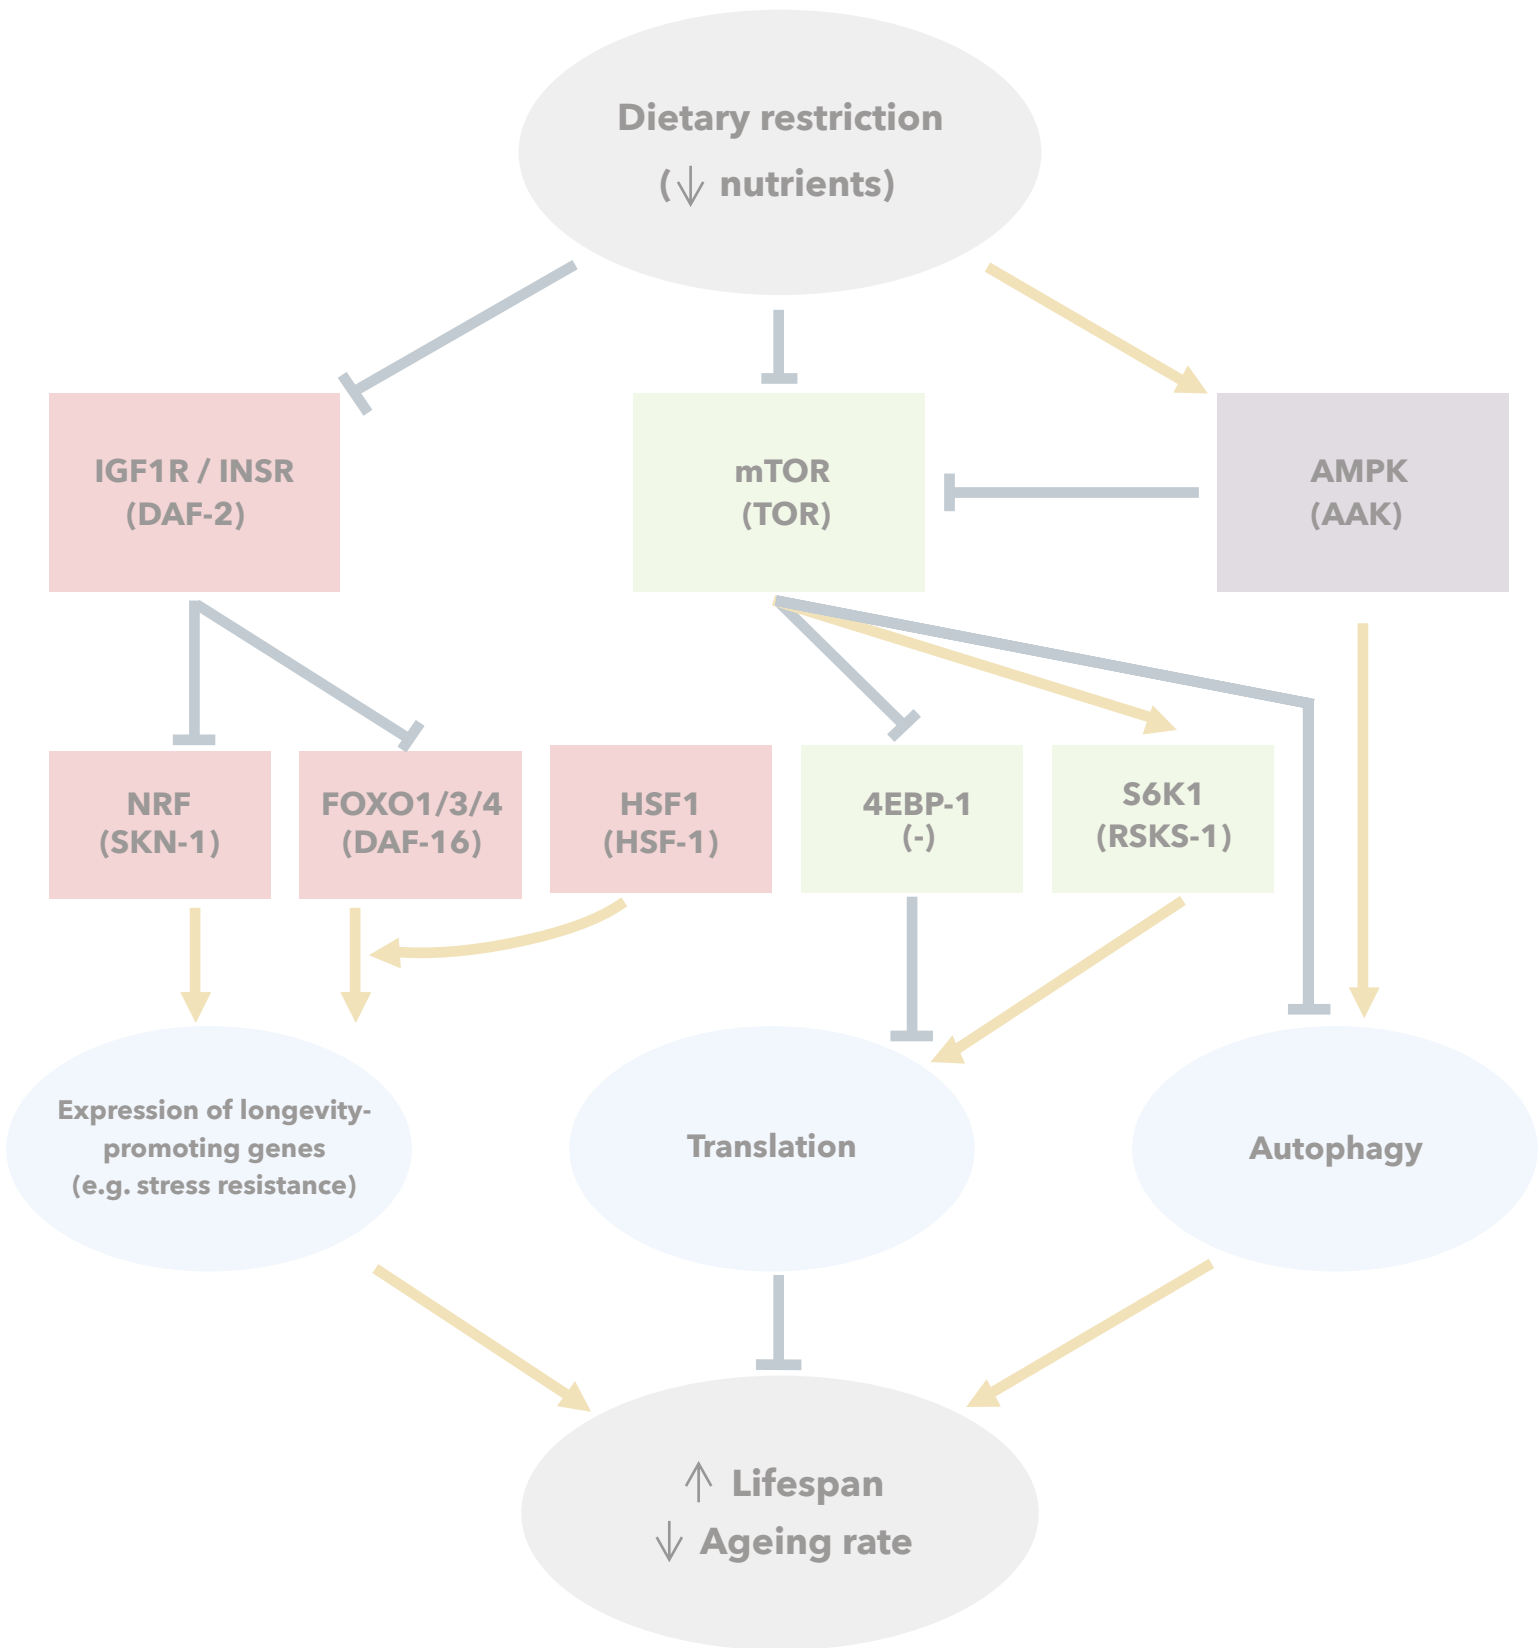 Dietary restriction
(↓ nutrients)
IGF1R / INSR
(DAF-2)
mTOR
(TOR)
AMPK
(AAK)
NRF
(SKN-1)
FOXO1/3/4
(DAF-16)
HSF1
(HSF-1)
4EBP-1
(-)
S6K1
(RSKS-1)
Expression of longevity-
promoting genes
(e.g. stress resistance)
Translation
Autophagy
↑ Lifespan
↓ Ageing rate